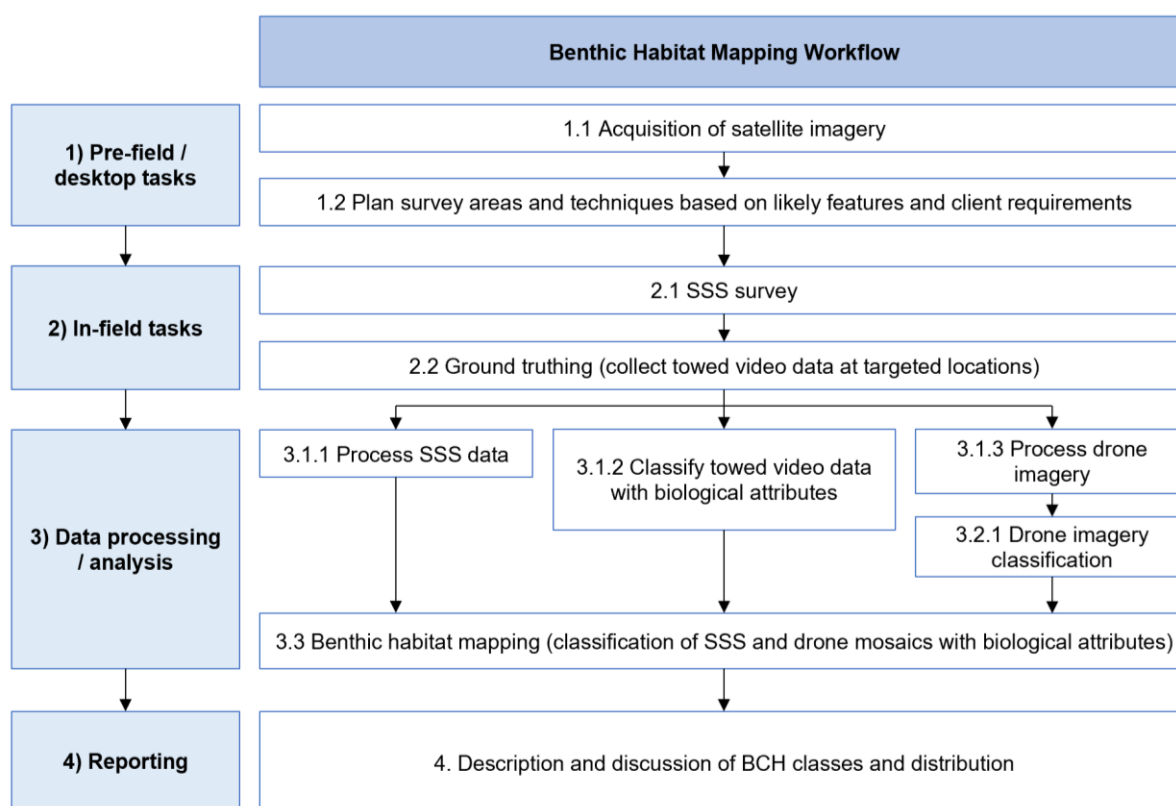 Benthic Habitat Mapping Workflow
1) Pre-field /
desktop tasks
1.1 Acquisition of satellite imagery
1.2 Plan survey areas and techniques based on likely features and client requirements
2) In-field tasks
2.1 SSS survey
2.2 Ground truthing (collect towed video data at targeted locations)
3) Data processing
/ analysis
3.1.1 Process SSS data
3.1.2 Classify towed video data
with biological attributes
3.1.3 Process drone
imagery
3.2.1 Drone imagery
classification
3.3 Benthic habitat mapping (classification of SSS and drone mosaics with biological attributes)
4) Reporting
4. Description and discussion of BCH classes and distribution